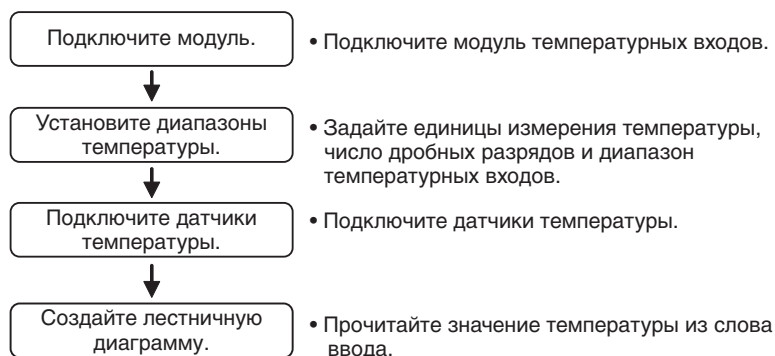 Подключите модуль.
• Подключите модуль температурных входов.
Установите диапазоны
температуры.
• Задайте единицы измерения температуры,
число дробных разрядов и диапазон
температурных входов.
Подключите датчики
температуры.
• Подключите датчики температуры.
Создайте лестничную
диаграмму.
• Прочитайте значение температуры из слова
ввода.